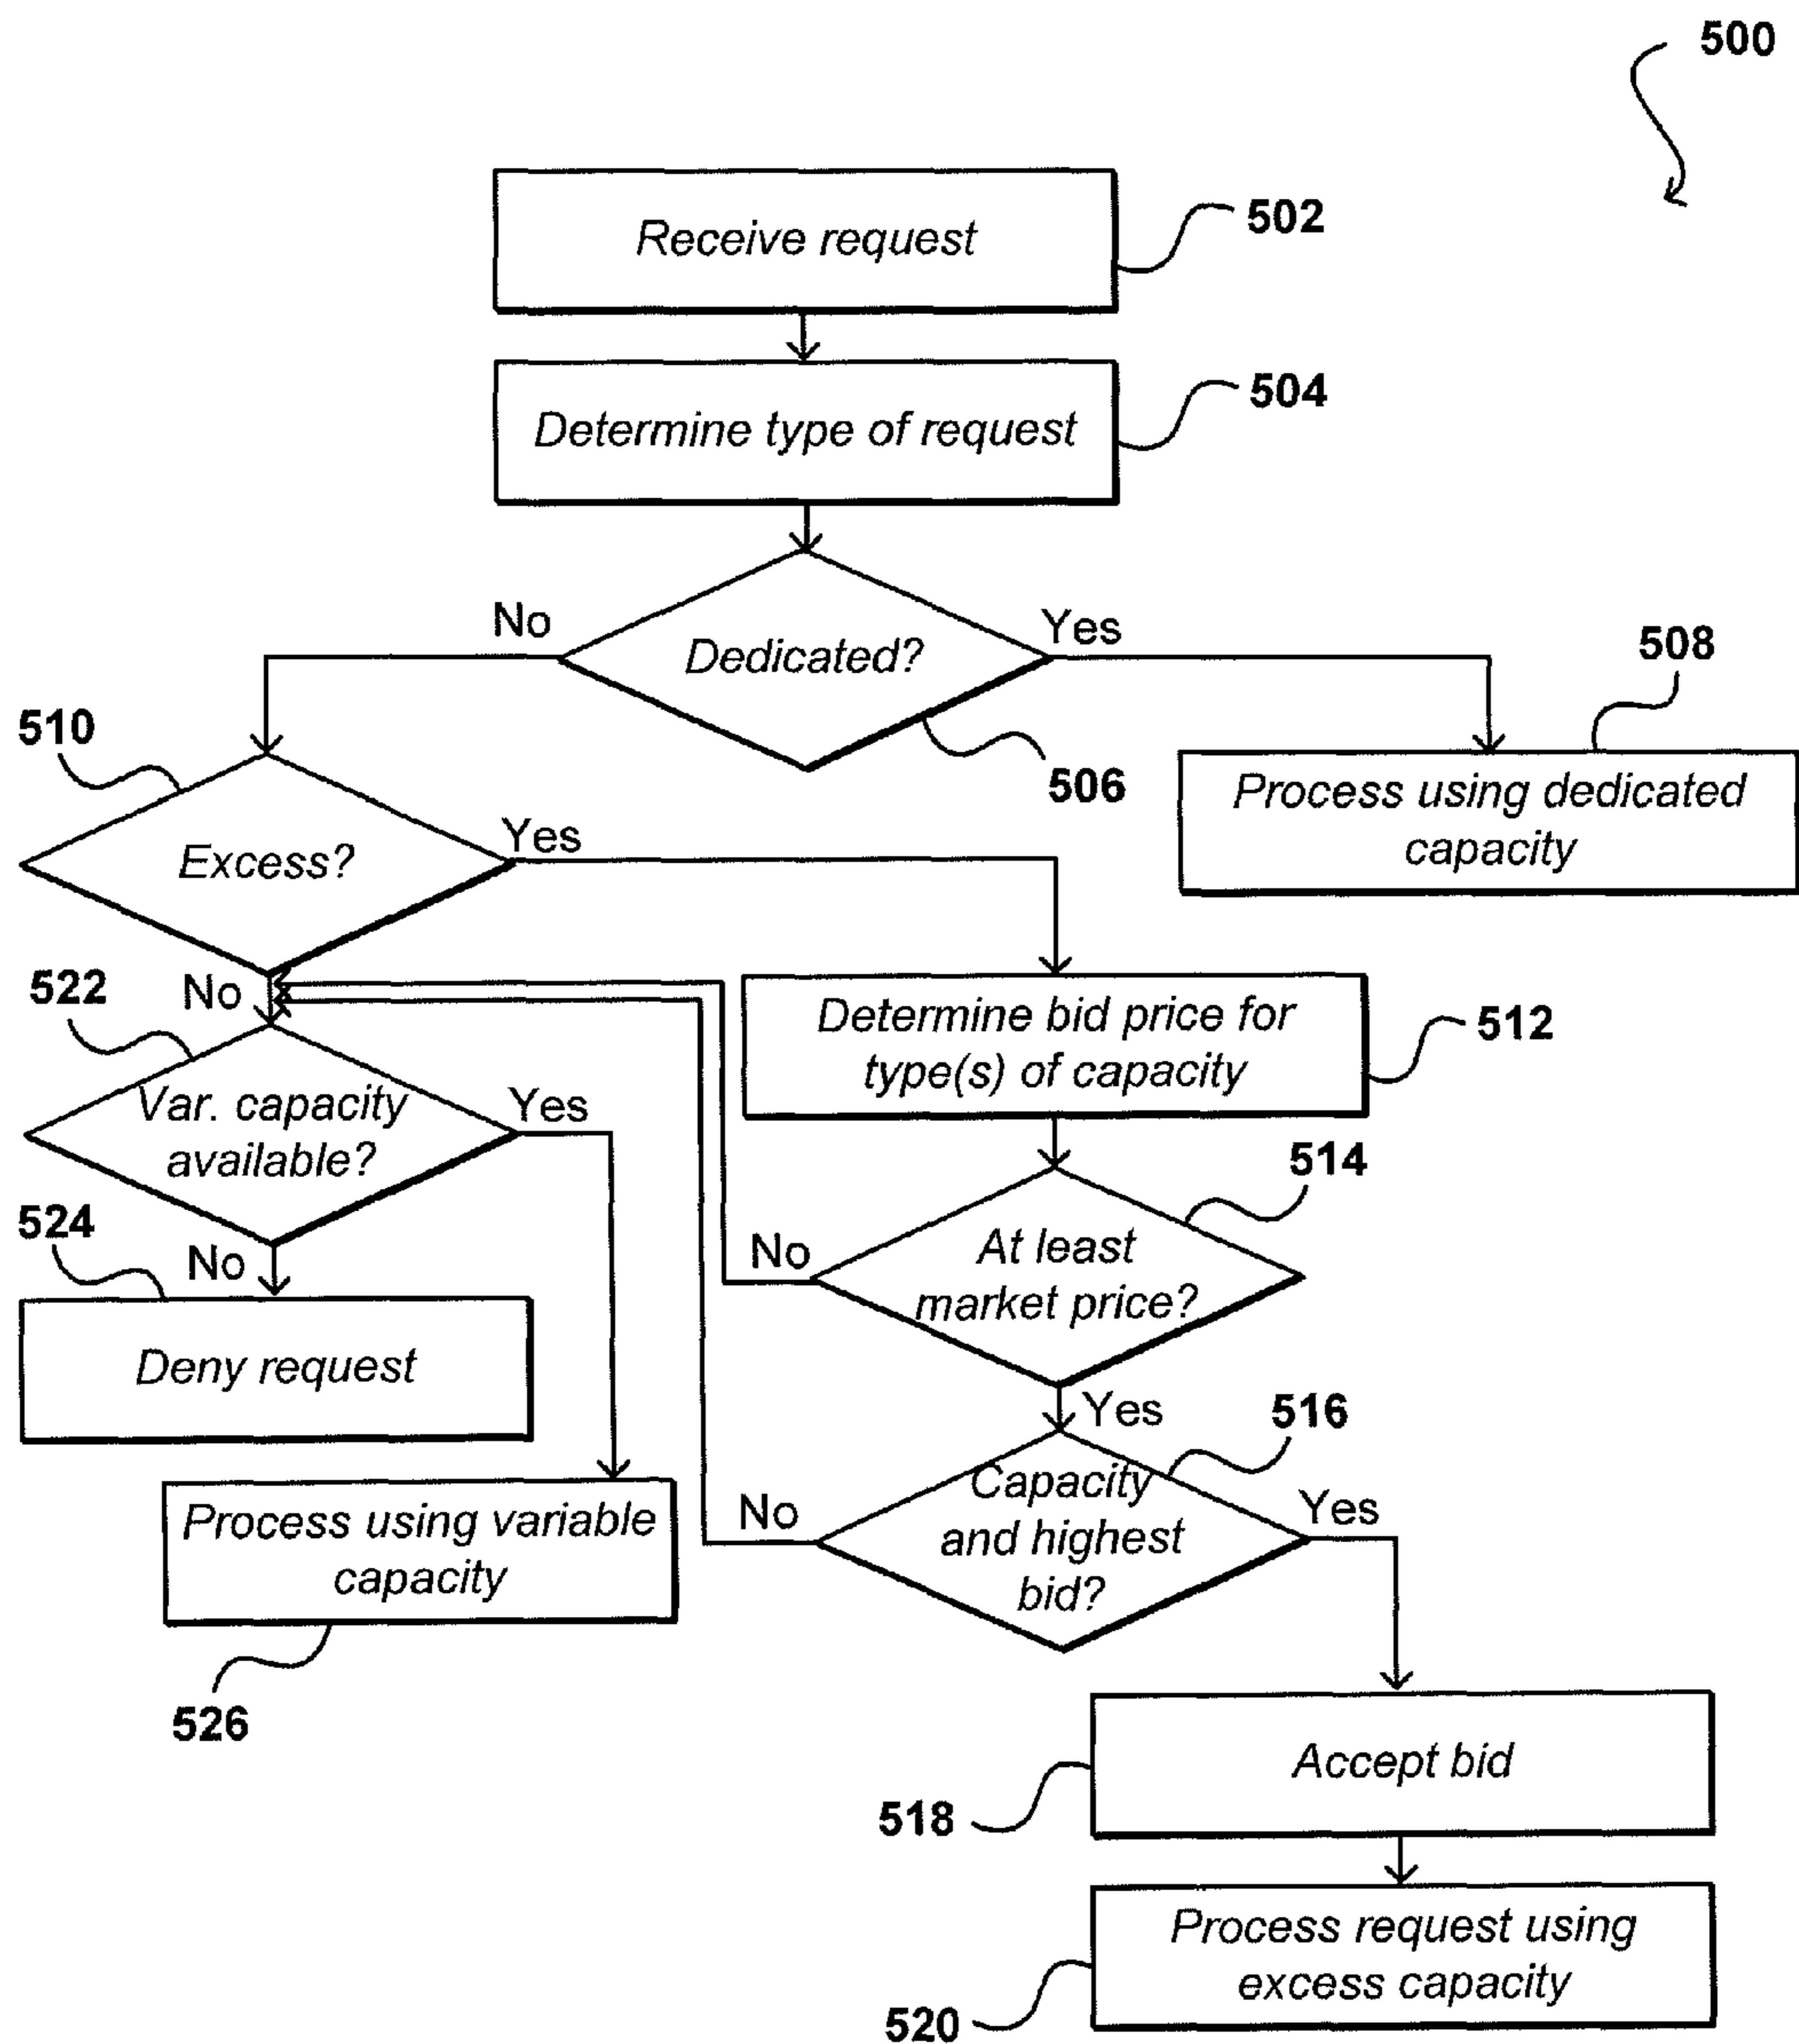 500
Receive request
502
Determine type of request
504
Dedicated?
No
Yes
506
508
Process using dedicated
capacity
510
Excess?
Yes
No
512
Determine bid price for
type(s) of capacity
522
Var. capacity
available?
Yes
No
514
At least
market price?
No
Yes
524
Deny request
516
Capacity
and highest
bid?
No
Yes
Process using variable
capacity
526
Accept bid
518
Process request using
excess capacity
520